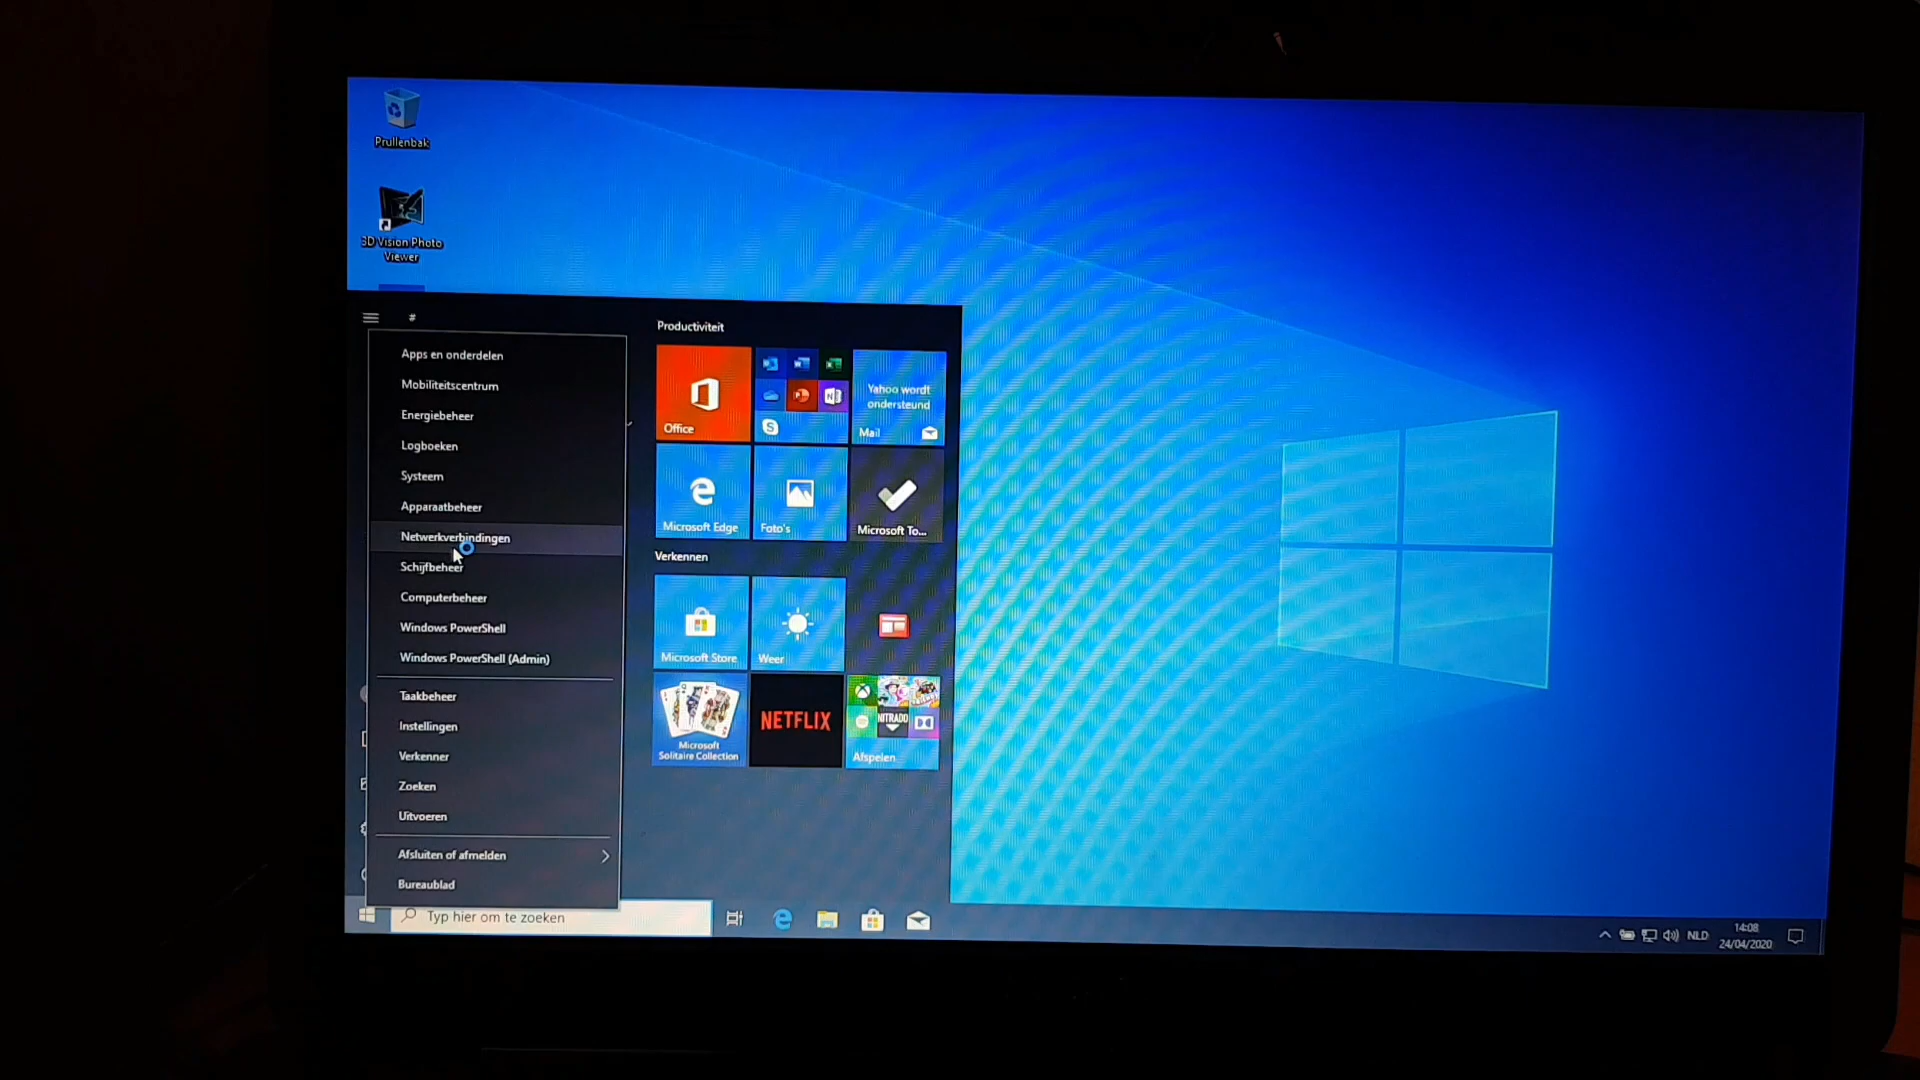 Prullenbak
3D Vision Photo
Viewer
#
Apps en onderdelen
Mobiliteitscentrum
Energiebeheer
Logboeken
Systeem
Apparaatbeheer
Netwerkverbindingen
Schijfbeheer
Computerbeheer
Windows PowerShell
Windows PowerShell (Admin)
Taakbeheer
Instellingen
Verkenner
Zoeken
Uitvoeren
Afsluiten of afmelden
Bureaublad
Productiviteit
Office
Yahoo wordt
ondersteund
Mail
Microsoft Edge
Foto's
Microsoft To...
Verkennen
Microsoft Store
Weer
Microsoft
Solitaire Collection
NETFLIX
NITRADO
Afspelen
Typ hier om te zoeken
NLD
14:08
24/04/2020